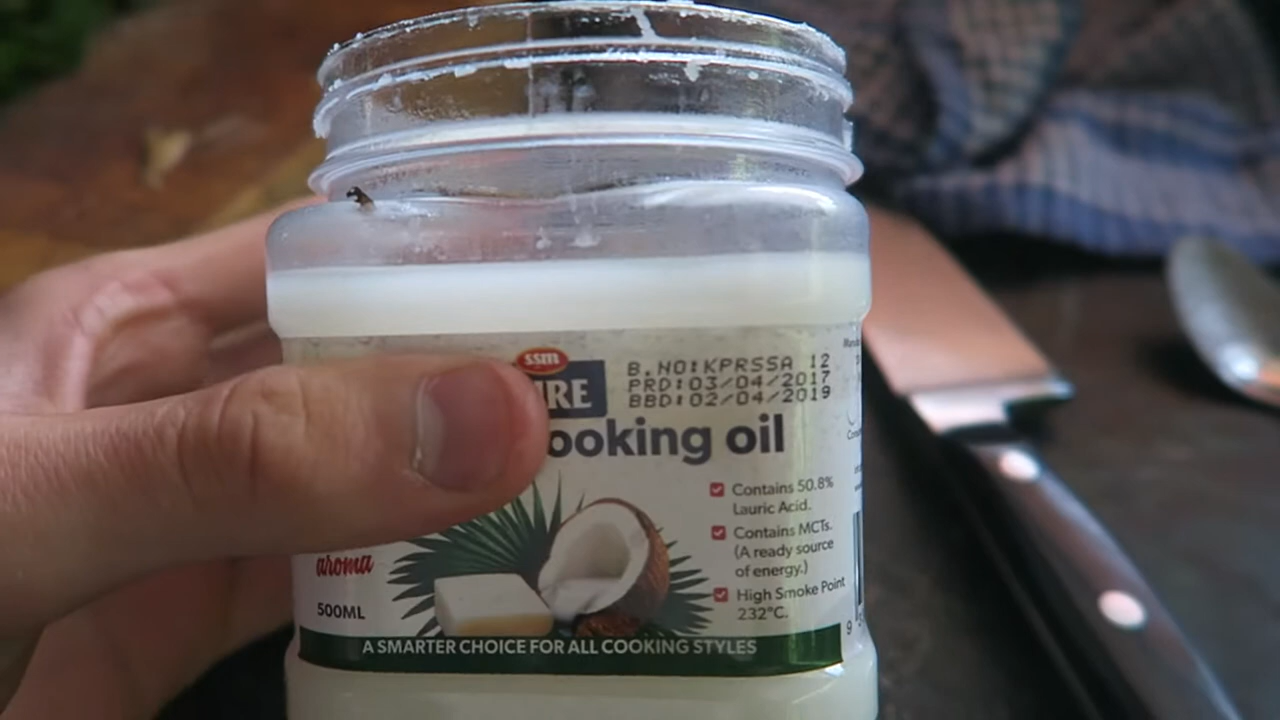 ssm
B.NO:KPRSSA 12
PRD:03/04/2017
BBD:02/04/2019
URE
ooking oil
Contains 50.8%
Lauric Acid.
Contains MCTs.
(A ready source
of energy.)
High Smoke Point
232°C.
aroma
500ML
A SMARTER CHOICE FOR ALL COOKING STYLES